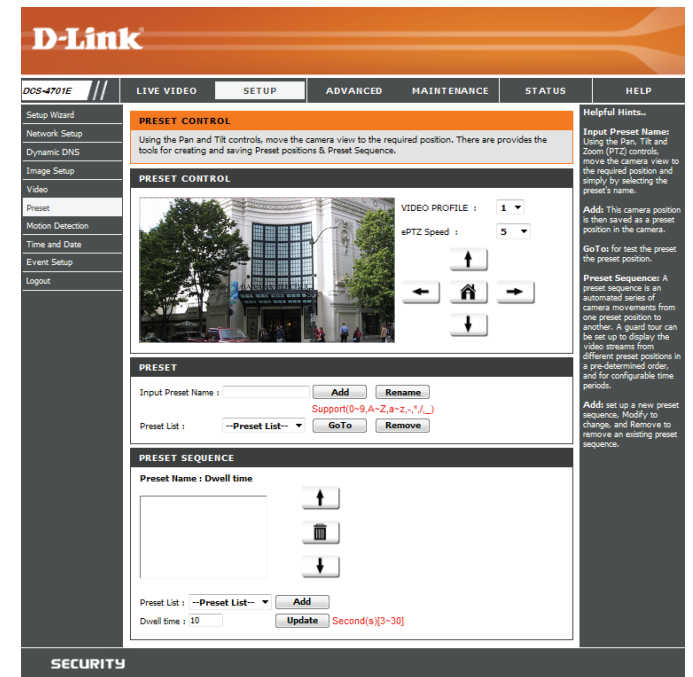 D-Link
DCS-4701E
LIVE VIDEO
SETUP
ADVANCED
MAINTENANCE
STATUS
HELP
Setup Wizard
Network Setup
Dynamic DNS
Image Setup
Video
Preset
Motion Detection
Time and Date
Event Setup
Logout
PRESET CONTROL
Using the Pan and Tilt controls, move the camera view to the required position. There are provides the
tools for creating and saving Preset positions & Preset Sequence.
PRESET CONTROL
VIDEO PROFILE : 1
ePTZ Speed : 5
PRESET
Input Preset Name : Add Rename
Support(0~9,A~Z,a~z,-,*,/,_)
Preset List : --Preset List-- GoTo Remove
PRESET SEQUENCE
Preset Name : Dwell time
Preset List : --Preset List-- Add
Dwell time : 10 Update Second(s)[3~30]
Helpful Hints..
Input Preset Name:
Using the Pan, Tilt and
Zoom (PTZ) controls,
move the camera view to
the required position and
simply by selecting the
preset's name.
Add: This camera position
is then saved as a preset
position in the camera.
GoTo: for test the preset
the preset position.
Preset Sequence: A
preset sequence is an
automated series of
camera movements from
one preset position to
another. A guard tour can
be set up to display the
video streams from
different preset positions in
a pre-determined order,
and for configurable time
periods.
Add: set up a new preset
sequence, Modify to
change, and Remove to
remove an existing preset
sequence.
SECURITY